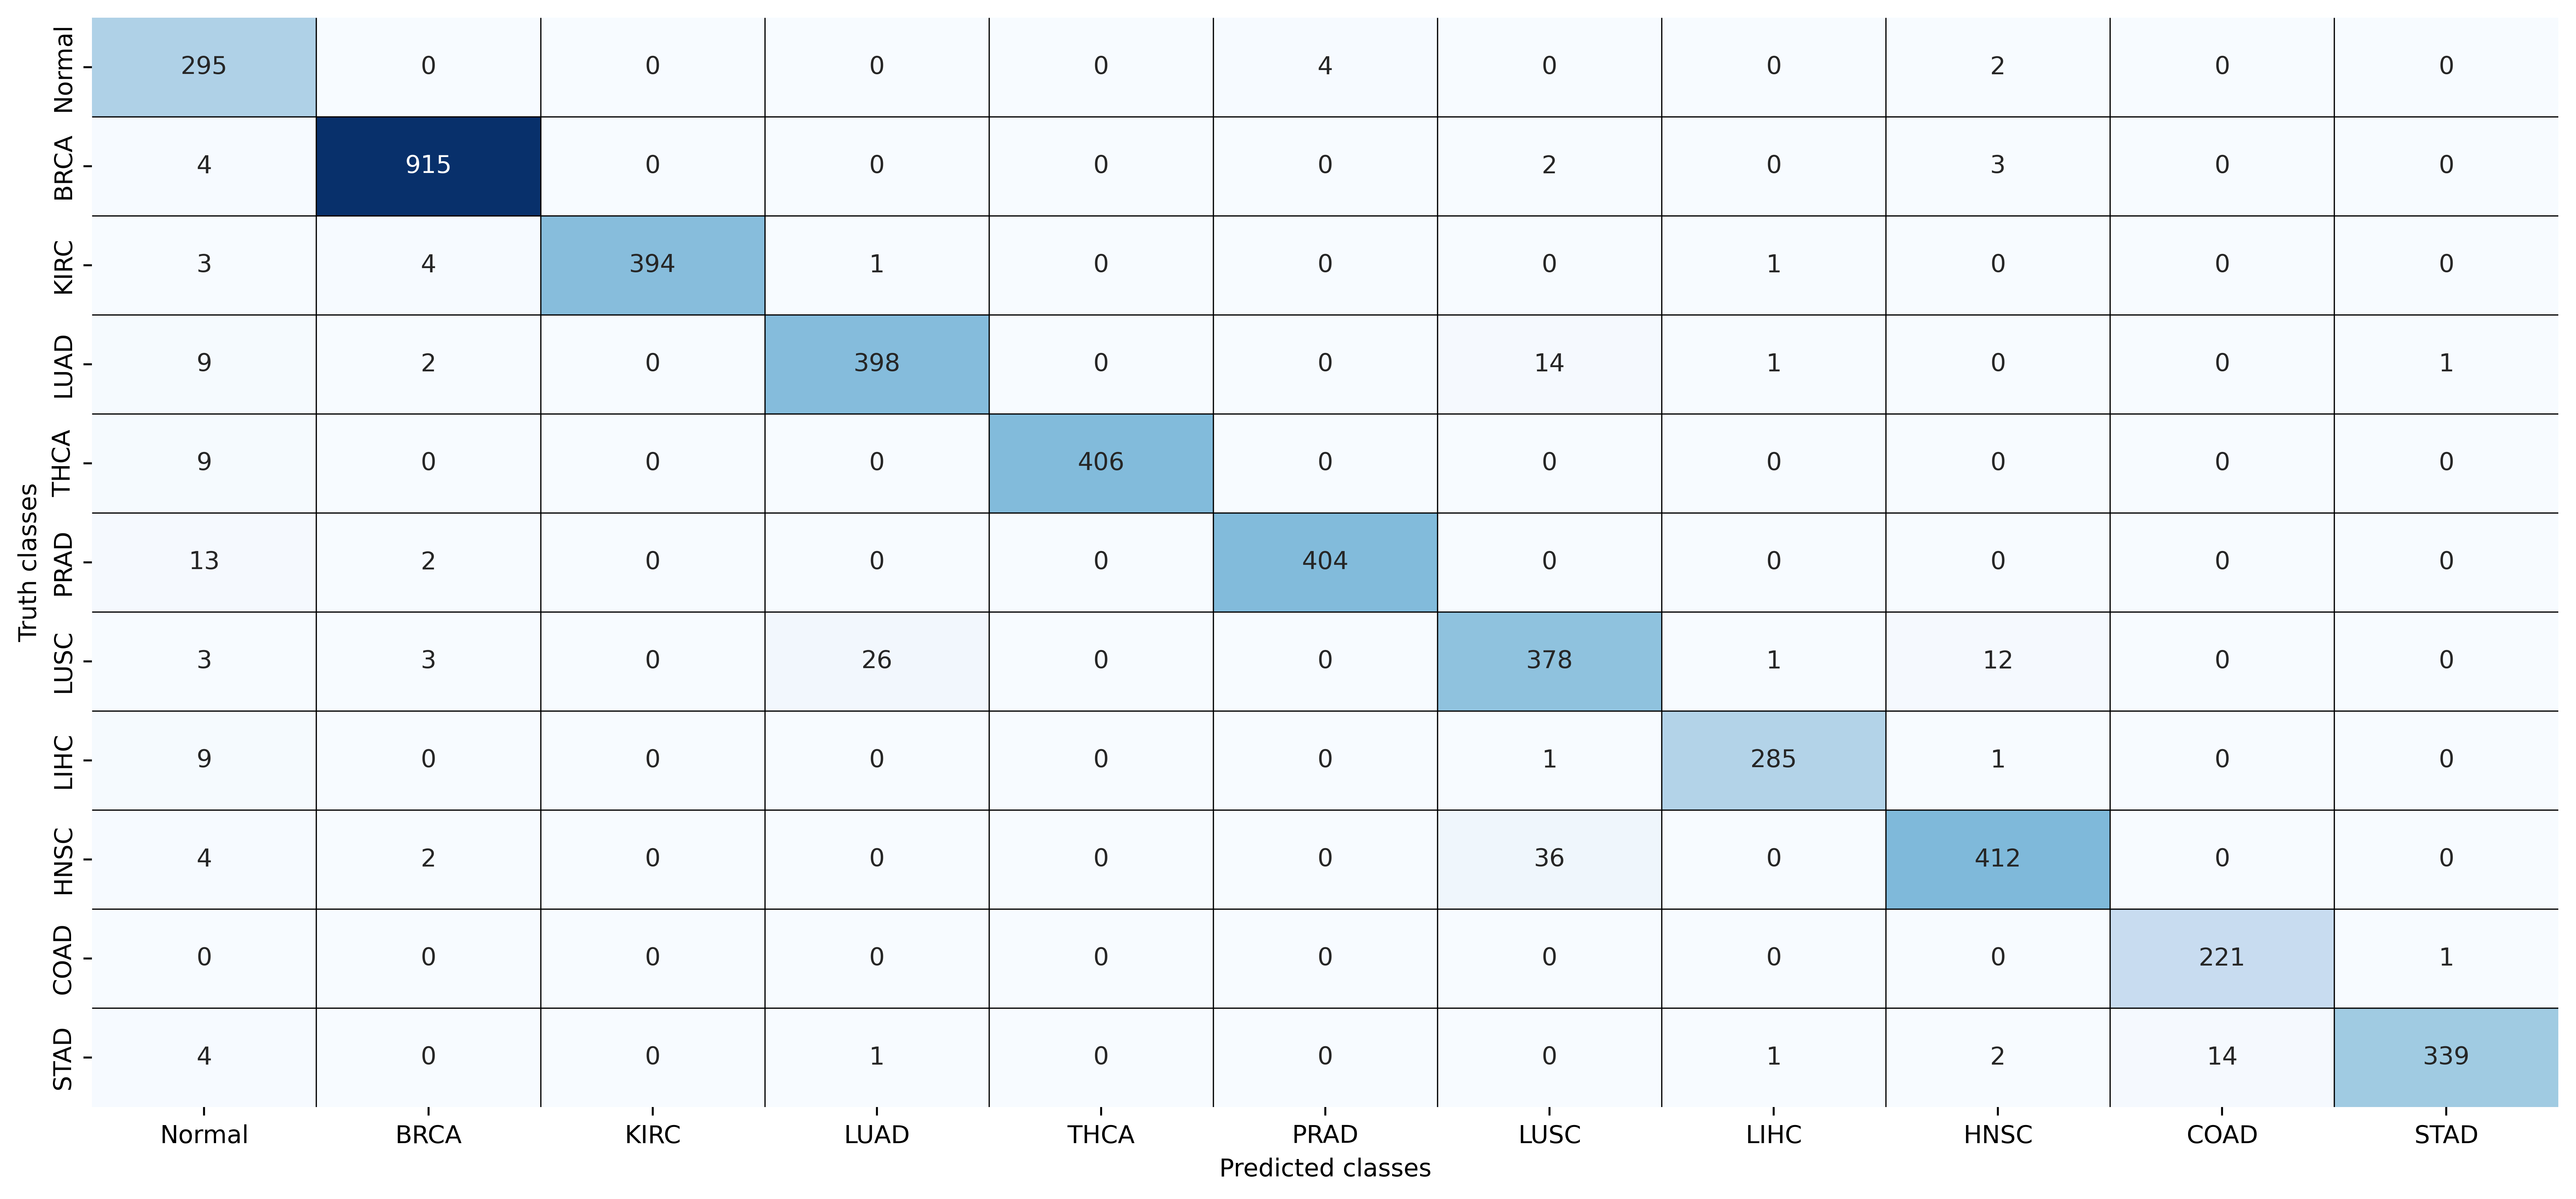 Truth classes
Normal 295 0 0 0 0 4 0 0 2 0 0
BRCA 4 915 0 0 0 0 2 0 3 0 0
KIRC 3 4 394 1 0 0 0 1 0 0 0
LUAD 9 2 0 398 0 0 14 1 0 0 1
THCA 9 0 0 0 406 0 0 0 0 0 0
PRAD 13 2 0 0 0 404 0 0 0 0 0
LUSC 3 3 0 26 0 0 378 1 12 0 0
LIHC 9 0 0 0 0 0 1 285 1 0 0
HNSC 4 2 0 0 0 0 36 0 412 0 0
COAD 0 0 0 0 0 0 0 0 0 221 1
STAD 4 0 0 1 0 0 0 1 2 14 339
Normal BRCA KIRC LUAD THCA PRAD LUSC LIHC HNSC COAD STAD
Predicted classes